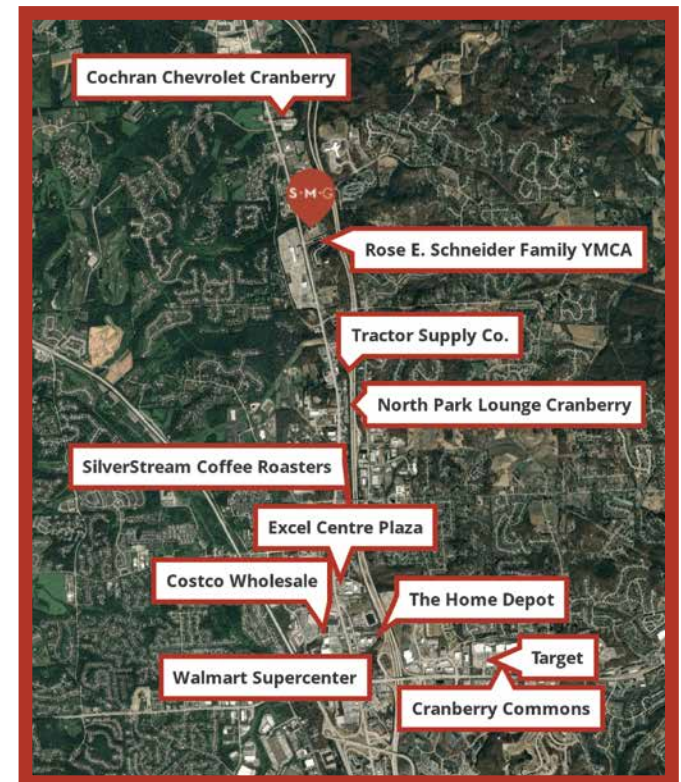 Cochran Chevrolet Cranberry
S·M·G
Rose E. Schneider Family YMCA
Tractor Supply Co.
North Park Lounge Cranberry
SilverStream Coffee Roasters
Excel Centre Plaza
Costco Wholesale
The Home Depot
Target
Walmart Supercenter
Cranberry Commons